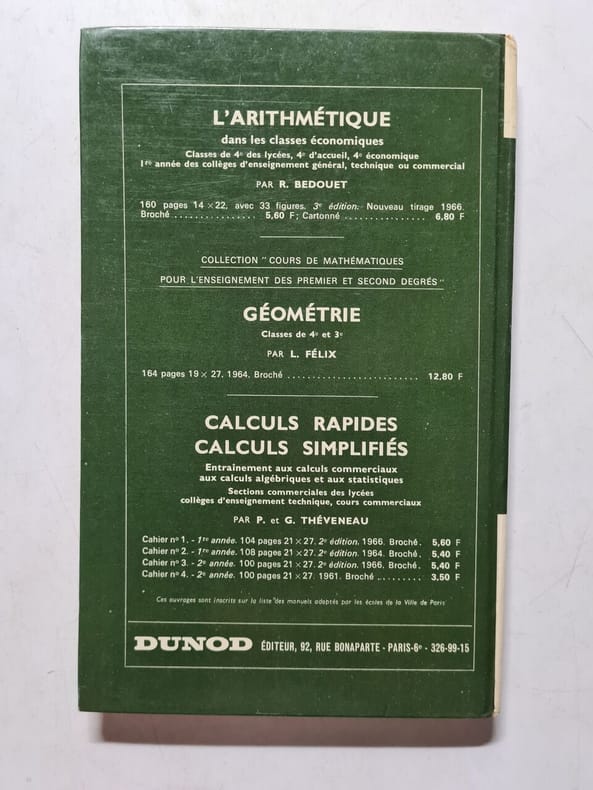 L'ARITHMÉTIQUE
dans les classes économiques
Classes de 4e des lycées, 4e d'accueil, 4e économique
1re année des collèges d'enseignement général, technique ou commercial
PAR R. BEDOUET
160 pages 14 × 22, avec 33 figures. 3e édition. Nouveau tirage 1966.
Broché ................ 5,60 F; Cartonné ................ 6,80 F
COLLECTION "COURS DE MATHÉMATIQUES
POUR L'ENSEIGNEMENT DES PREMIER ET SECOND DEGRÉS"
GÉOMÉTRIE
Classes de 4e et 3e
PAR L. FÉLIX
164 pages 19 × 27. 1964. Broché .......................... 12,80 F
CALCULS RAPIDES
CALCULS SIMPLIFIÉS
Entraînement aux calculs commerciaux
aux calculs algébriques et aux statistiques
Sections commerciales des lycées
collèges d'enseignement technique, cours commerciaux
PAR P. et G. THÉVENEAU
Cahier no 1. - 1re année. 104 pages 21 × 27. 2e édition. 1966. Broché. 5,60 F
Cahier no 2. - 1re année. 108 pages 21 × 27. 2e édition. 1964. Broché. 5,40 F
Cahier no 3. - 2e année. 100 pages 21 × 27. 2e édition. 1966. Broché. 5,40 F
Cahier no 4. - 2e année. 100 pages 21 × 27. 1961. Broché ......... 3,50 F
Ces ouvrages sont inscrits sur la liste des manuels adoptés par les écoles de la Ville de Paris
DUNOD ÉDITEUR, 92, RUE BONAPARTE - PARIS-6e - 326-99-15